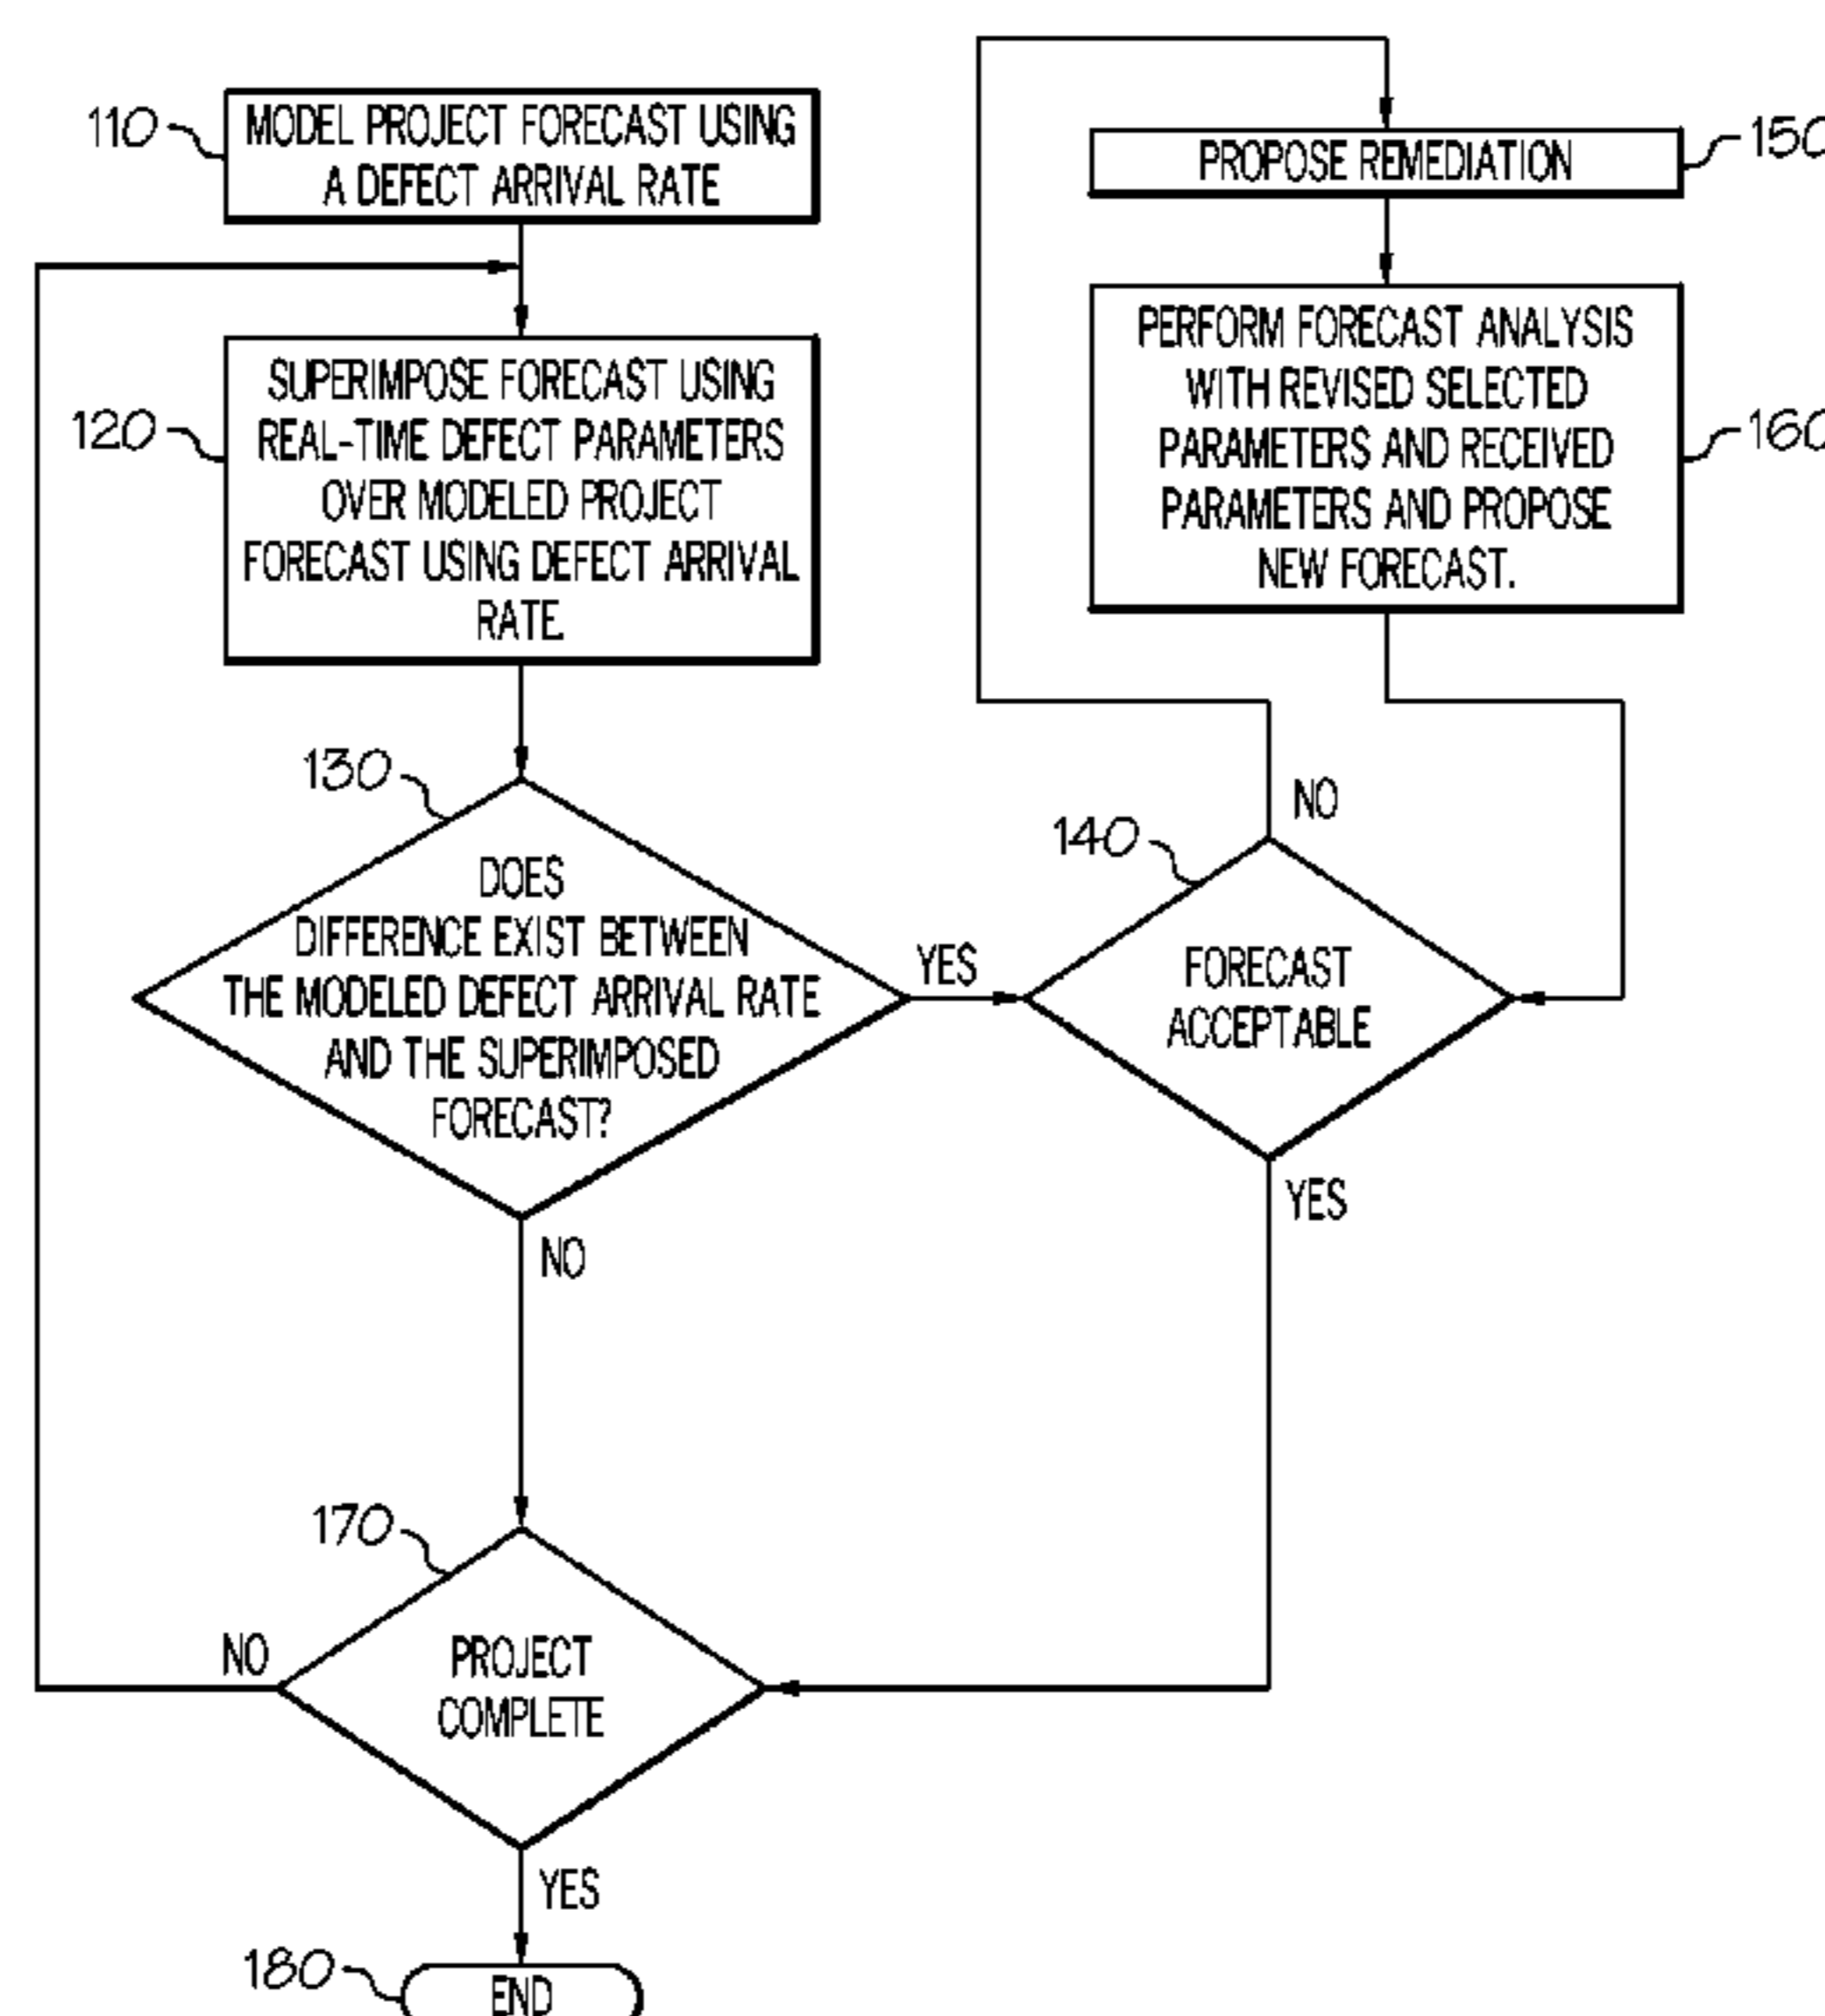 110
MODEL PROJECT FORECAST USING
A DEFECT ARRIVAL RATE
120
SUPERIMPOSE FORECAST USING
REAL-TIME DEFECT PARAMETERS
OVER MODELED PROJECT
FORECAST USING DEFECT ARRIVAL
RATE.
130
DOES
DIFFERENCE EXIST BETWEEN
THE MODELED DEFECT ARRIVAL RATE
AND THE SUPERIMPOSED
FORECAST?
YES
NO
140
FORECAST
ACCEPTABLE
NO
YES
150
PROPOSE REMEDIATION
160
PERFORM FORECAST ANALYSIS
WITH REVISED SELECTED
PARAMETERS AND RECEIVED
PARAMETERS AND PROPOSE
NEW FORECAST.
170
PROJECT
COMPLETE
NO
YES
180
END